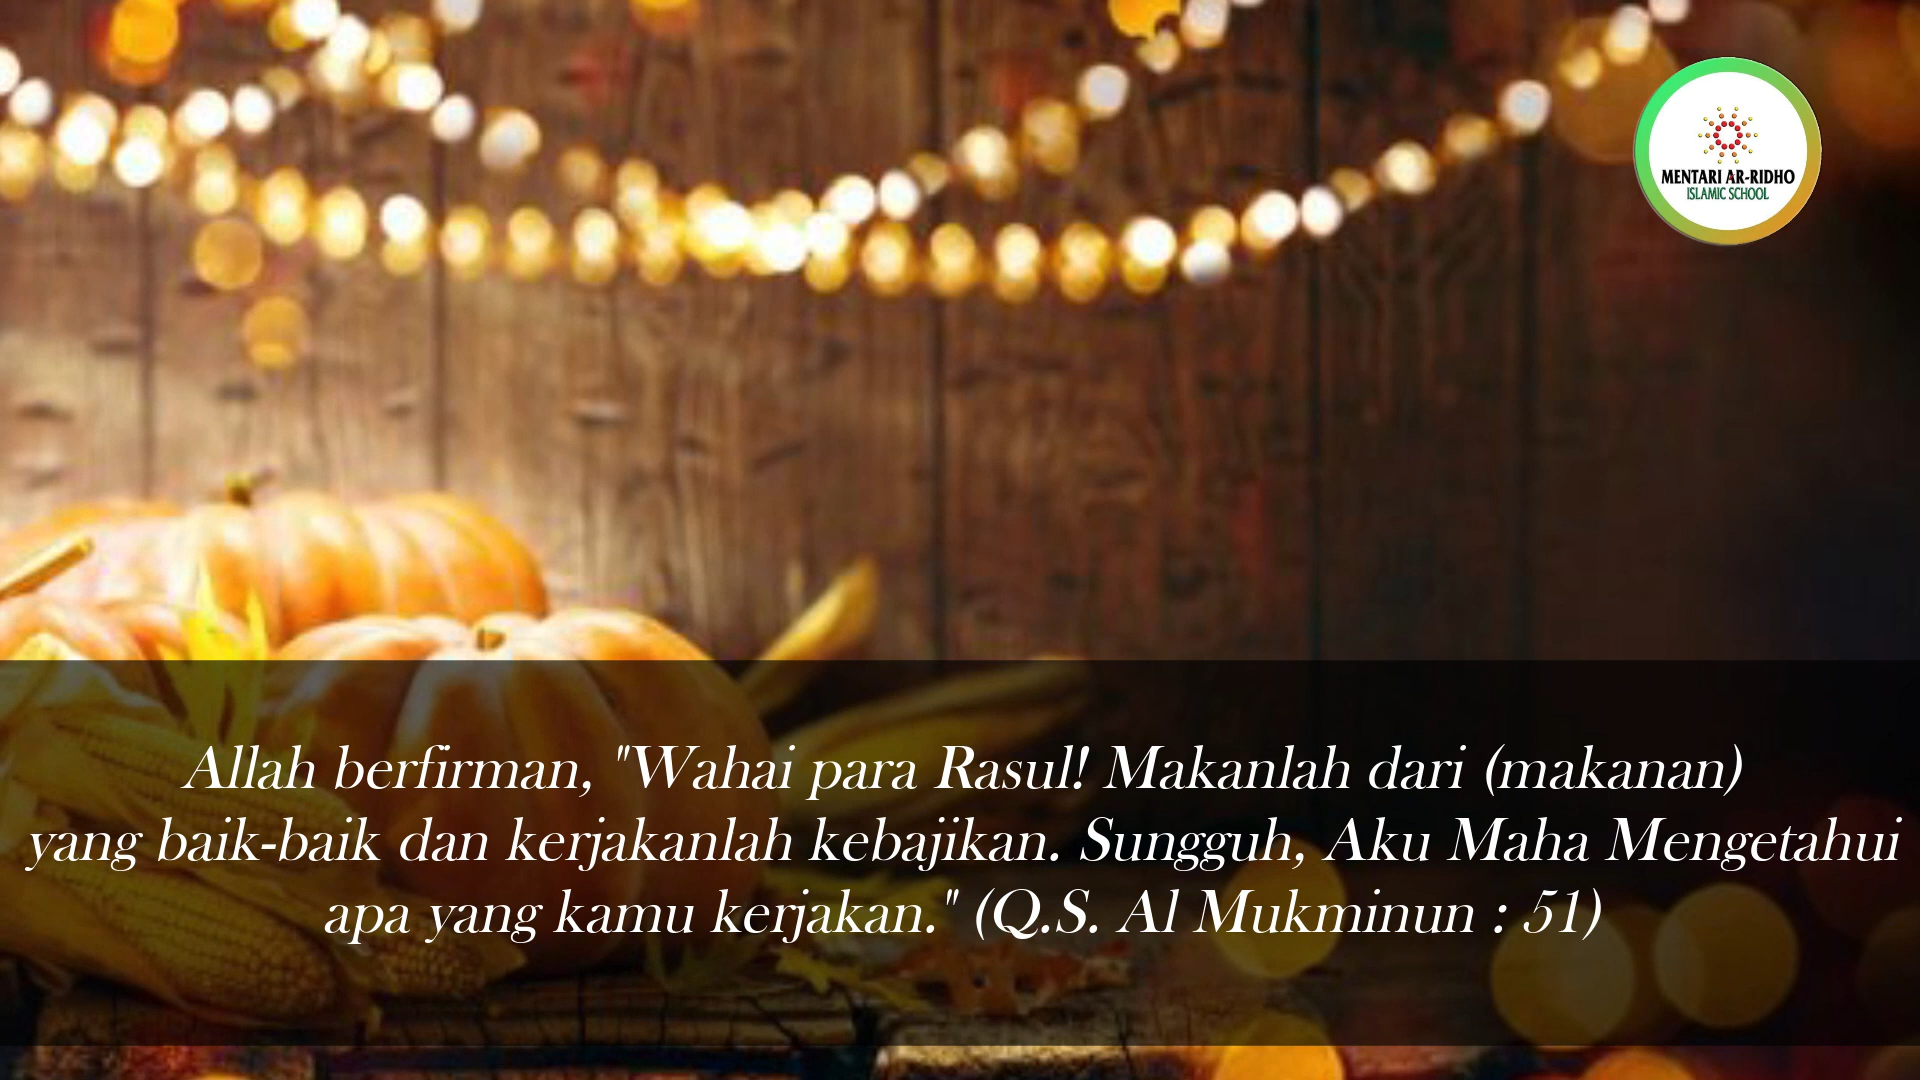 MENTARI AR-RIDHO
ISLAMIC SCHOOL
Allah berfirman, "Wahai para Rasul! Makanlah dari (makanan)
yang baik-baik dan kerjakanlah kebajikan. Sungguh, Aku Maha Mengetahui
apa yang kamu kerjakan." (Q.S. Al Mukminun : 51)